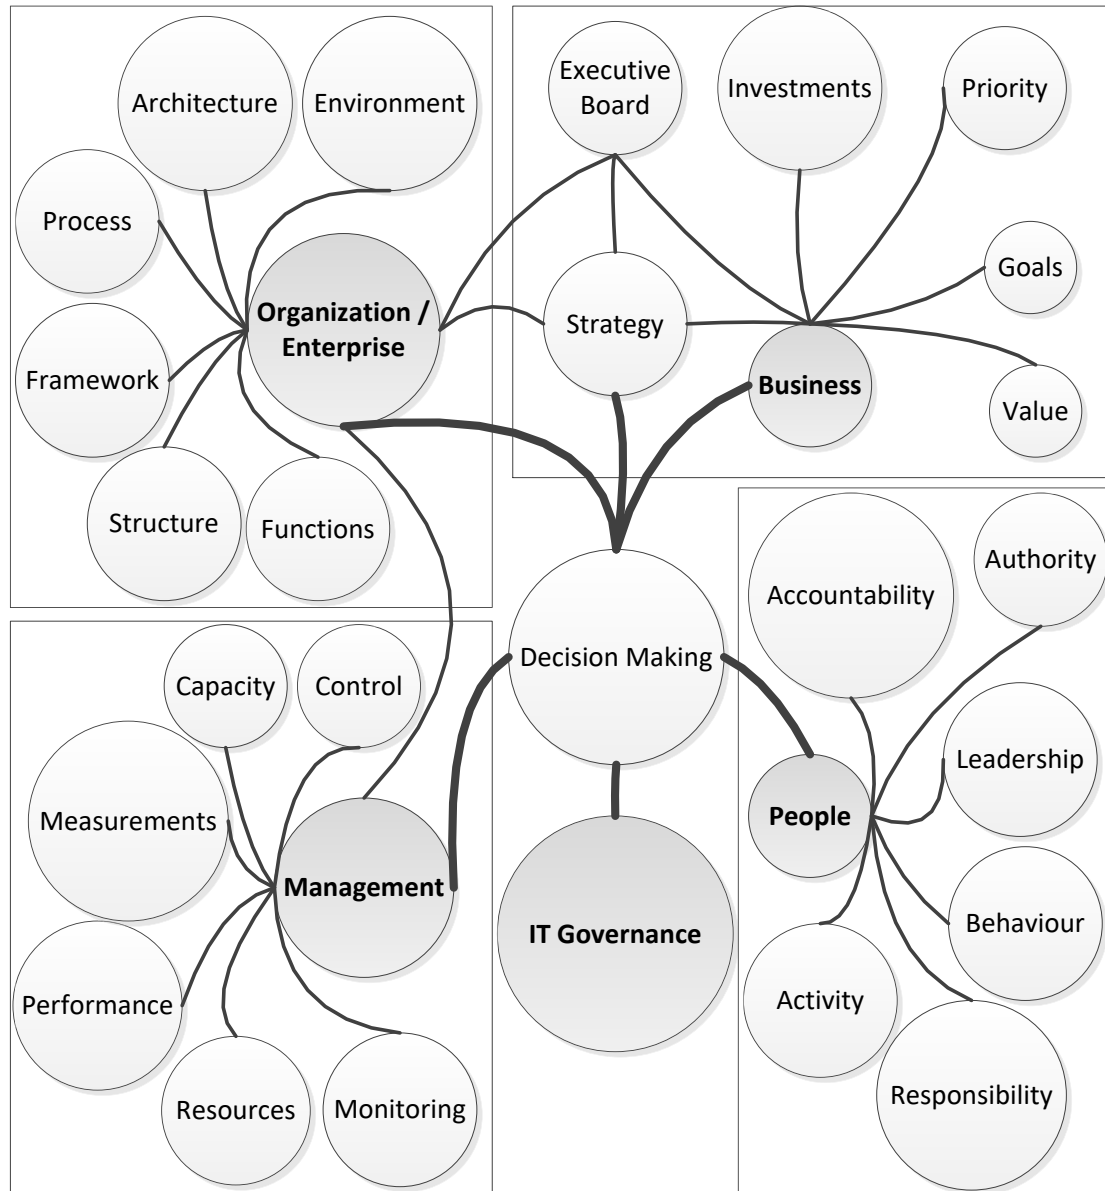 Architecture
Environment
Process
Organization /
Enterprise
Framework
Structure
Functions
Executive
Board
Investments
Priority
Strategy
Goals
Business
Value
Decision Making
IT Governance
Capacity
Control
Measurements
Management
Performance
Resources
Monitoring
Accountability
Authority
Leadership
People
Behaviour
Activity
Responsibility